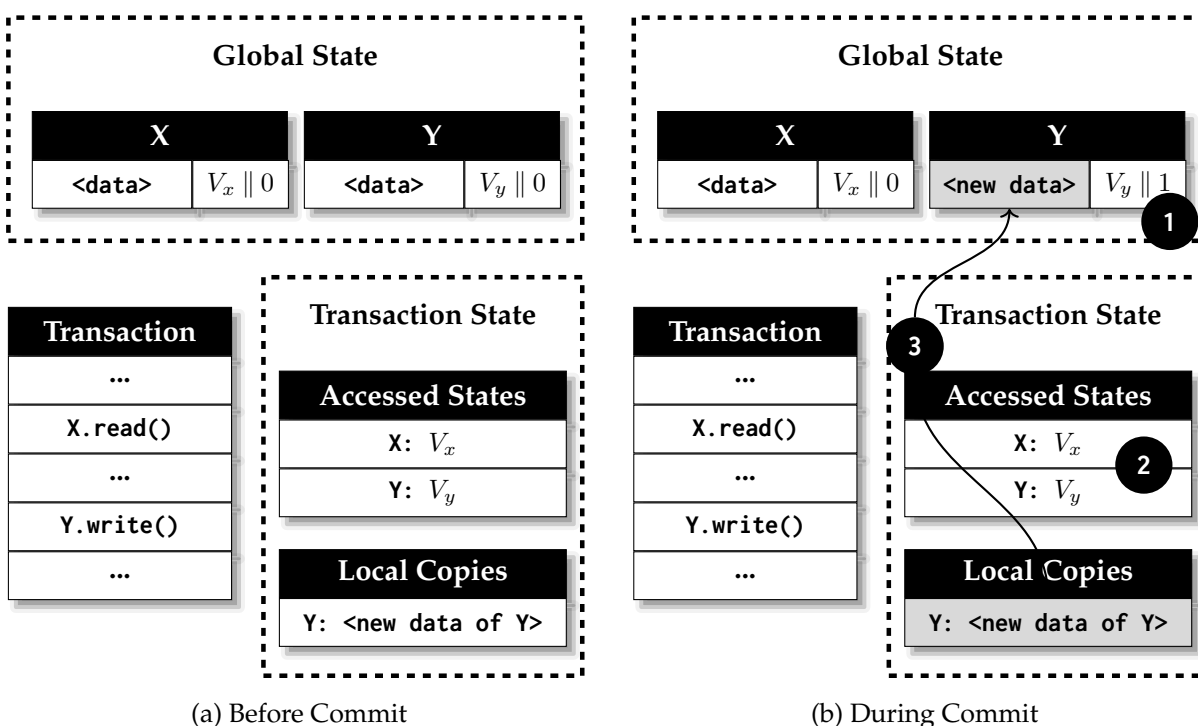 Global State
X Y
<data> V_x ∥ 0 <data> V_y ∥ 0
Transaction
...
X.read()
...
Y.write()
...
Transaction State
Accessed States
X: V_x
Y: V_y
Local Copies
Y: <new data of Y>
(a) Before Commit
Global State
X Y
<data> V_x ∥ 0 <new data> V_y ∥ 1
1
Transaction
...
X.read()
...
Y.write()
...
Transaction State
3
Accessed States
X: V_x
2
Y: V_y
Local Copies
Y: <new data of Y>
(b) During Commit